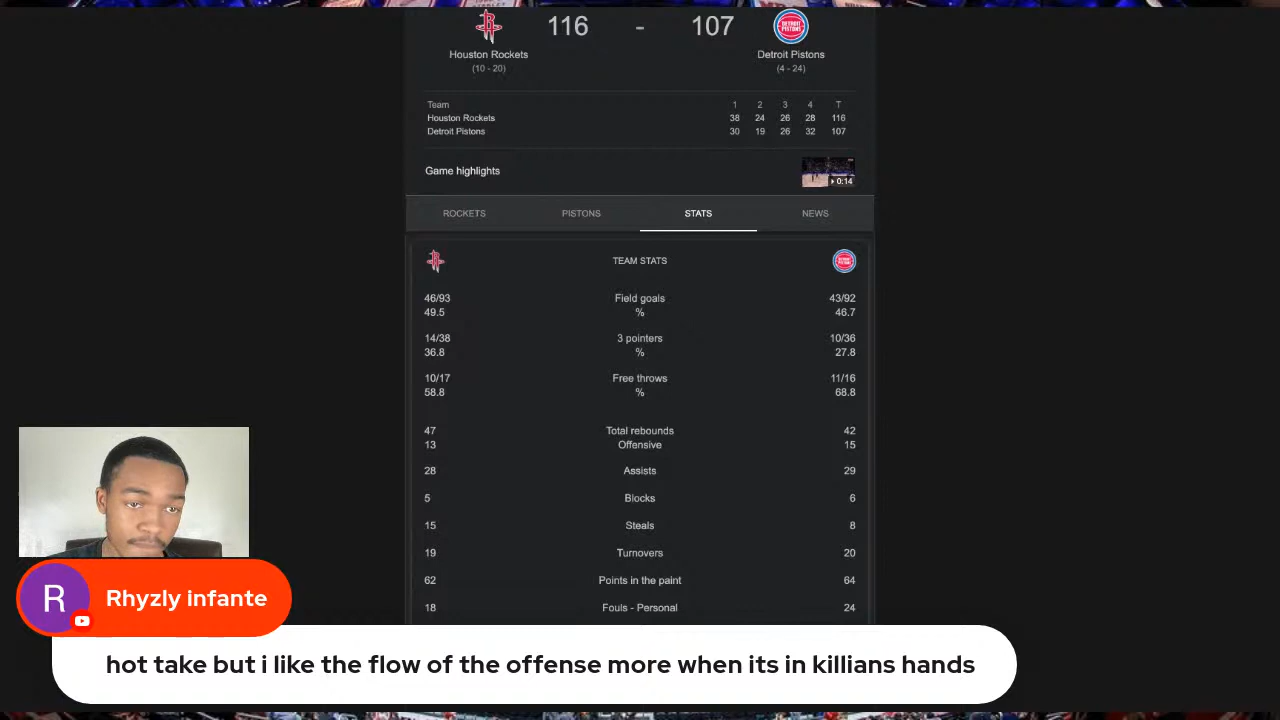 116 - 107
Houston Rockets Detroit Pistons
(10 - 20) (4 - 24)
Team 1 2 3 4 T
Houston Rockets 38 24 26 28 116
Detroit Pistons 30 19 26 32 107
Game highlights 0:14
ROCKETS PISTONS STATS NEWS
TEAM STATS
46/93 Field goals 43/92
49.5 % 46.7
14/38 3 pointers 10/36
36.8 % 27.8
10/17 Free throws 11/16
58.8 % 68.8
47 Total rebounds 42
13 Offensive 15
28 Assists 29
5 Blocks 6
15 Steals 8
19 Turnovers 20
62 Points in the paint 64
18 Fouls - Personal 24
R Rhyzly infante
hot take but i like the flow of the offense more when its in killians hands